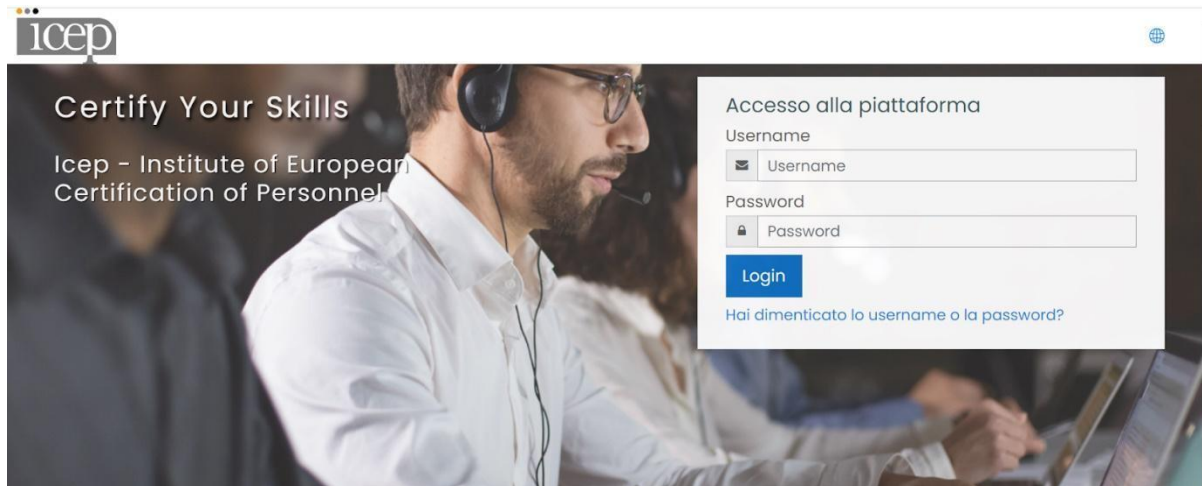 icep
Certify Your Skills
Icep - Institute of European
Certification of Personnel
Accesso alla piattaforma
Username
Username
Password
Password
Login
Hai dimenticato lo username o la password?